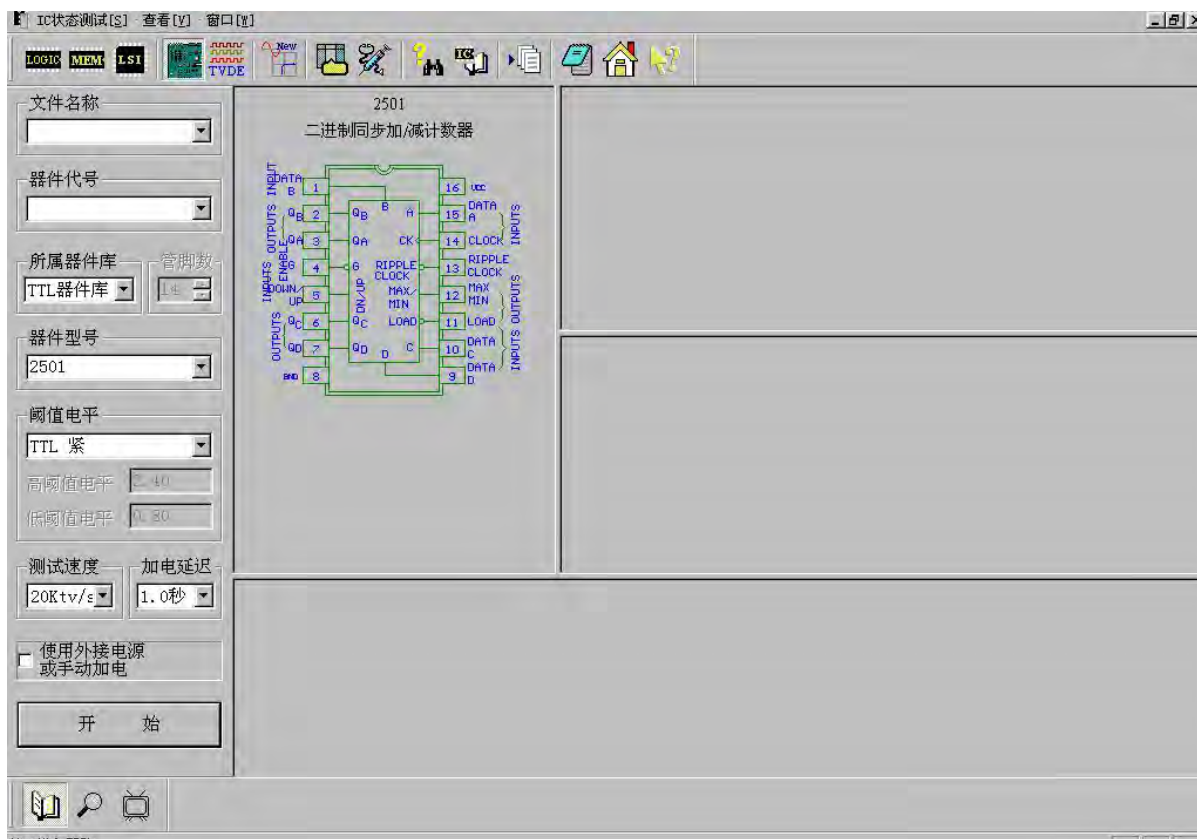 IC状态测试[S] 查看[V] 窗口[W]
LOGIC MEM LSI TVDE New IC
文件名称
器件代号
所属器件库 管脚数
TTL器件库 14
器件型号
2501
阈值电平
TTL 紧
高阈值电平 2.40
低阈值电平 0.80
测试速度 加电延迟
20Ktv/s 1.0秒
使用外接电源
或手动加电
开 始
2501
二进制同步加/减计数器
INPUT DATA B 1 B 16 VCC
OUTPUTS QB 2 QB A 15 DATA A INPUTS
QA 3 QA CK 14 CLOCK
INPUTS ENABLE G 4 G RIPPLE CLOCK 13 RIPPLE CLOCK
DOWN/UP 5 DN/UP MAX/MIN 12 MAX MIN OUTPUTS
OUTPUTS QC 6 QC LOAD 11 LOAD INPUTS
QD 7 QD D C 10 DATA C
GND 8 9 DATA D